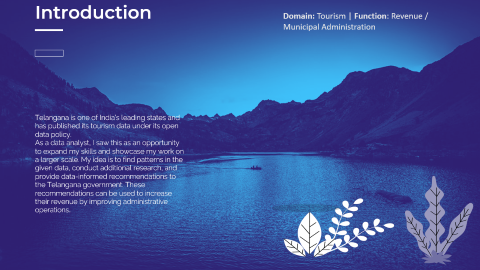 Introduction
Domain: Tourism | Function: Revenue /
Municipal Administration
Telangana is one of India's leading states and
has published its tourism data under its open
data policy.
As a data analyst, I saw this as an opportunity
to expand my skills and showcase my work on
a larger scale. My idea is to find patterns in the
given data, conduct additional research, and
provide data-informed recommendations to
the Telangana government. These
recommendations can be used to increase
their revenue by improving administrative
operations.